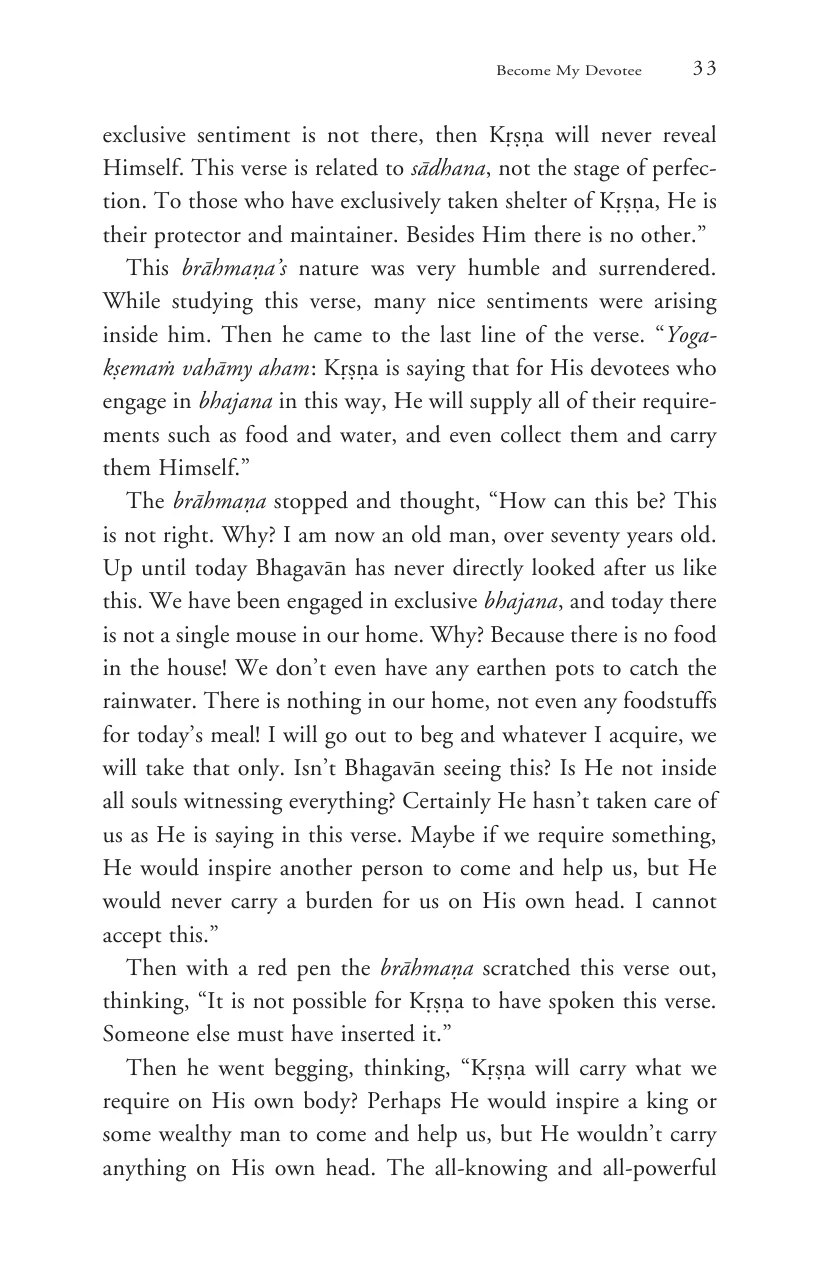 Become My Devotee 33
exclusive sentiment is not there, then Kṛṣṇa will never reveal
Himself. This verse is related to sādhana, not the stage of perfec-
tion. To those who have exclusively taken shelter of Kṛṣṇa, He is
their protector and maintainer. Besides Him there is no other.”
This brāhmaṇa’s nature was very humble and surrendered.
While studying this verse, many nice sentiments were arising
inside him. Then he came to the last line of the verse. “Yoga-
kṣemaṁ vahāmy aham: Kṛṣṇa is saying that for His devotees who
engage in bhajana in this way, He will supply all of their require-
ments such as food and water, and even collect them and carry
them Himself.”
The brāhmaṇa stopped and thought, “How can this be? This
is not right. Why? I am now an old man, over seventy years old.
Up until today Bhagavān has never directly looked after us like
this. We have been engaged in exclusive bhajana, and today there
is not a single mouse in our home. Why? Because there is no food
in the house! We don’t even have any earthen pots to catch the
rainwater. There is nothing in our home, not even any foodstuffs
for today’s meal! I will go out to beg and whatever I acquire, we
will take that only. Isn’t Bhagavān seeing this? Is He not inside
all souls witnessing everything? Certainly He hasn’t taken care of
us as He is saying in this verse. Maybe if we require something,
He would inspire another person to come and help us, but He
would never carry a burden for us on His own head. I cannot
accept this.”
Then with a red pen the brāhmaṇa scratched this verse out,
thinking, “It is not possible for Kṛṣṇa to have spoken this verse.
Someone else must have inserted it.”
Then he went begging, thinking, “Kṛṣṇa will carry what we
require on His own body? Perhaps He would inspire a king or
some wealthy man to come and help us, but He wouldn’t carry
anything on His own head. The all-knowing and all-powerful